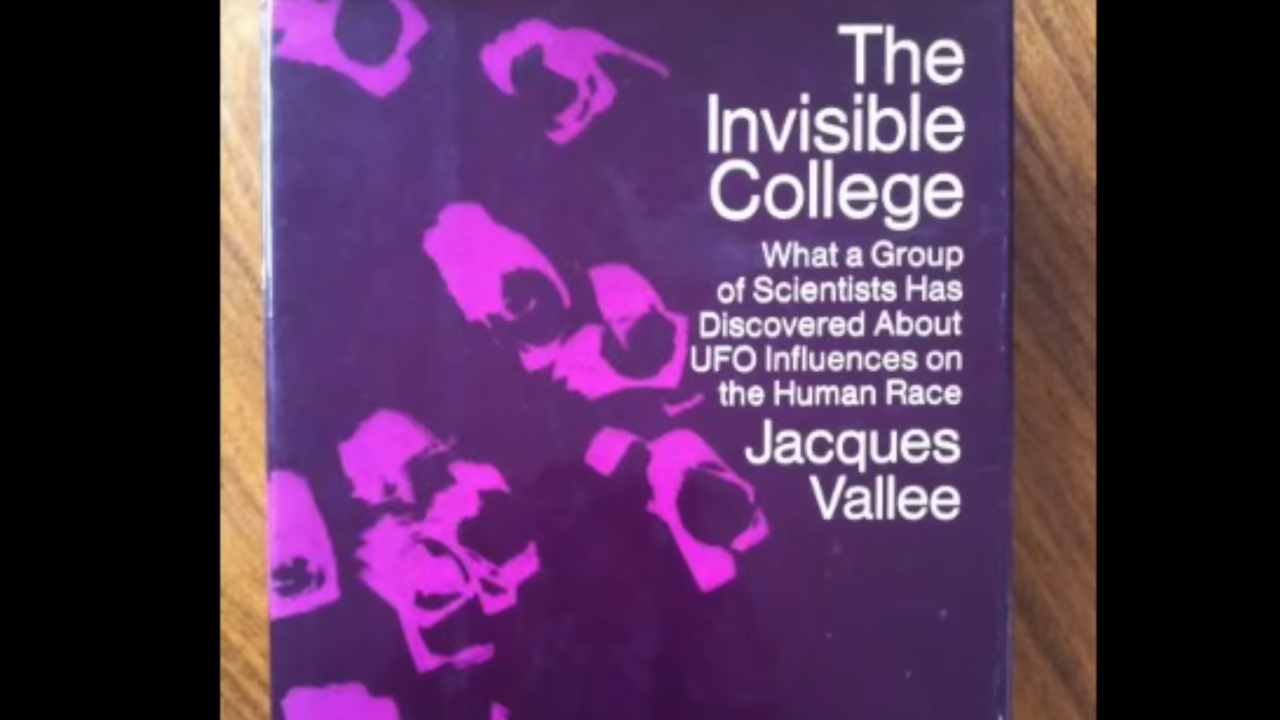 The
Invisible
College
What a Group
of Scientists Has
Discovered About
UFO Influences on
the Human Race
Jacques
Vallee